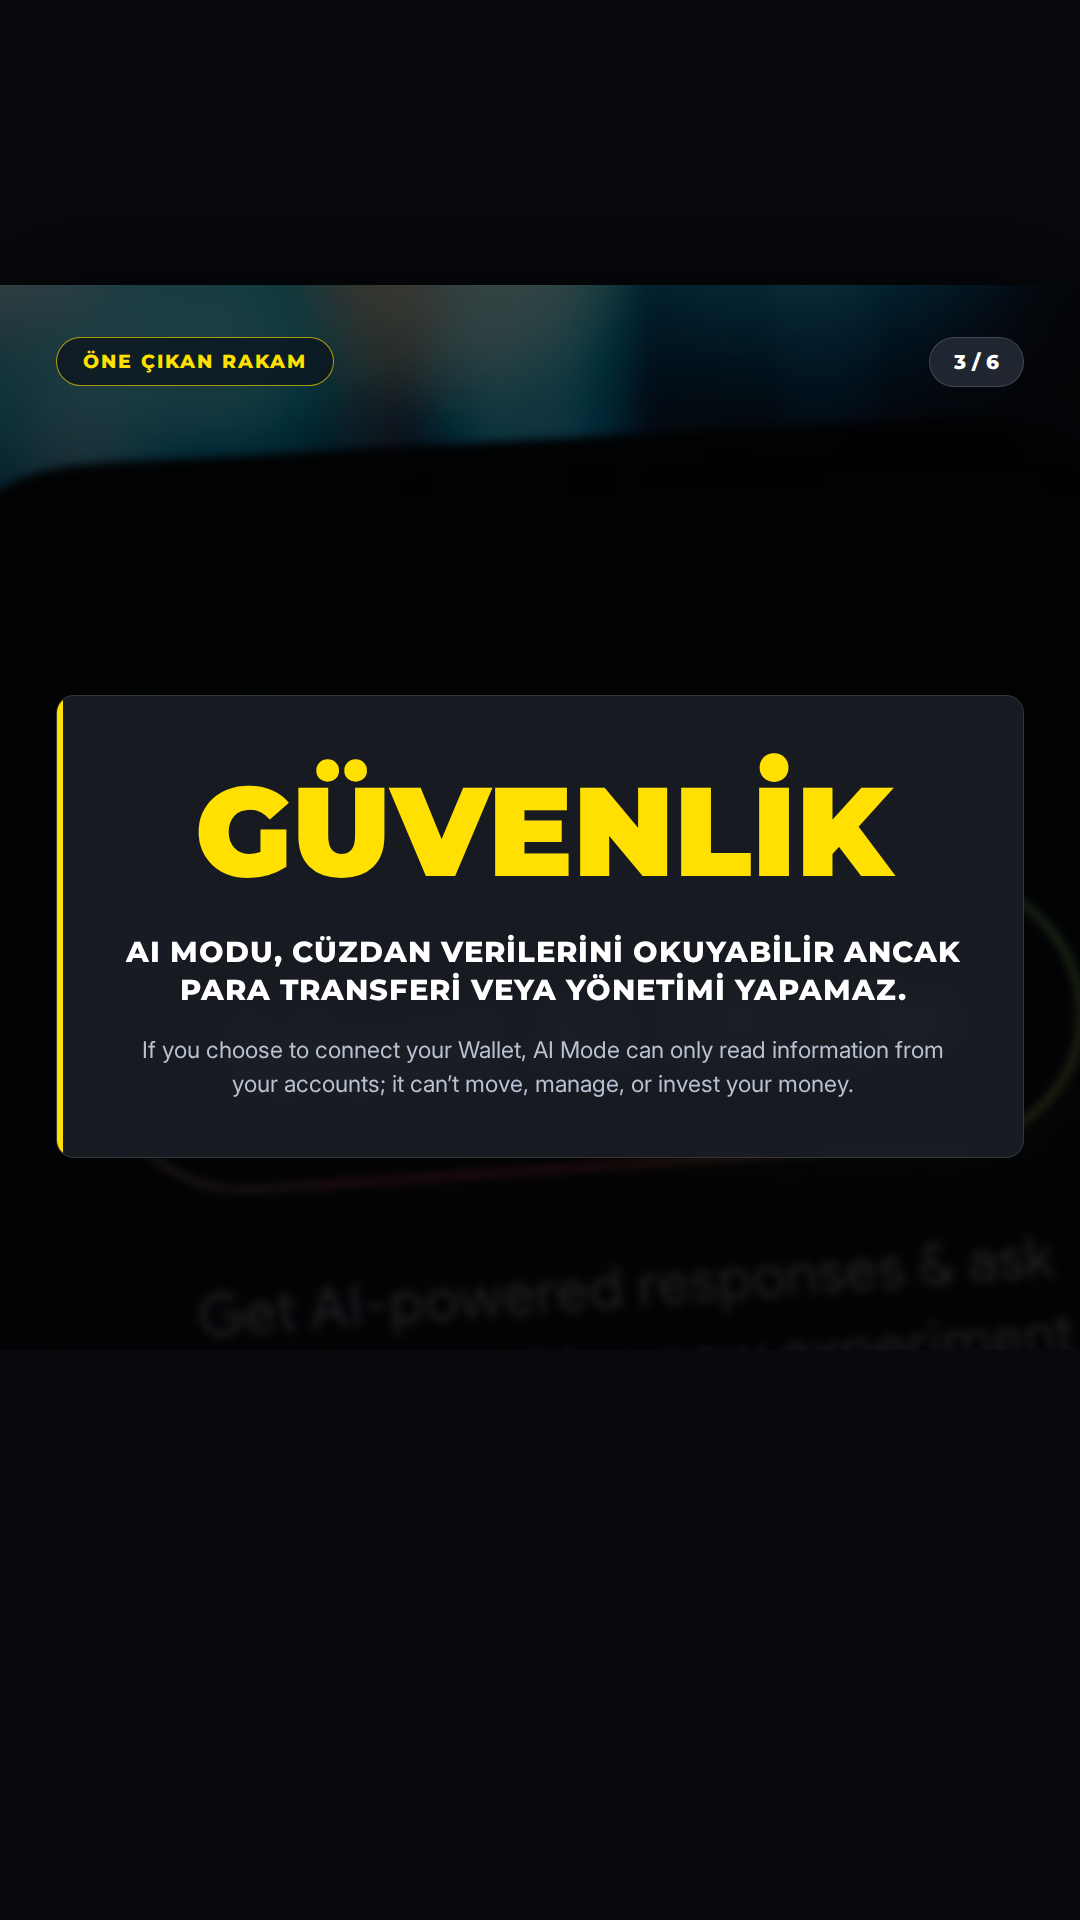 ÖNE ÇIKAN RAKAM
3 / 6
GÜVENLİK
AI MODU, CÜZDAN VERİLERİNİ OKUYABİLİR ANCAK
PARA TRANSFERİ VEYA YÖNETİMİ YAPAMAZ.
If you choose to connect your Wallet, AI Mode can only read information from
your accounts; it can’t move, manage, or invest your money.
Get AI-powered responses & ask
experiment